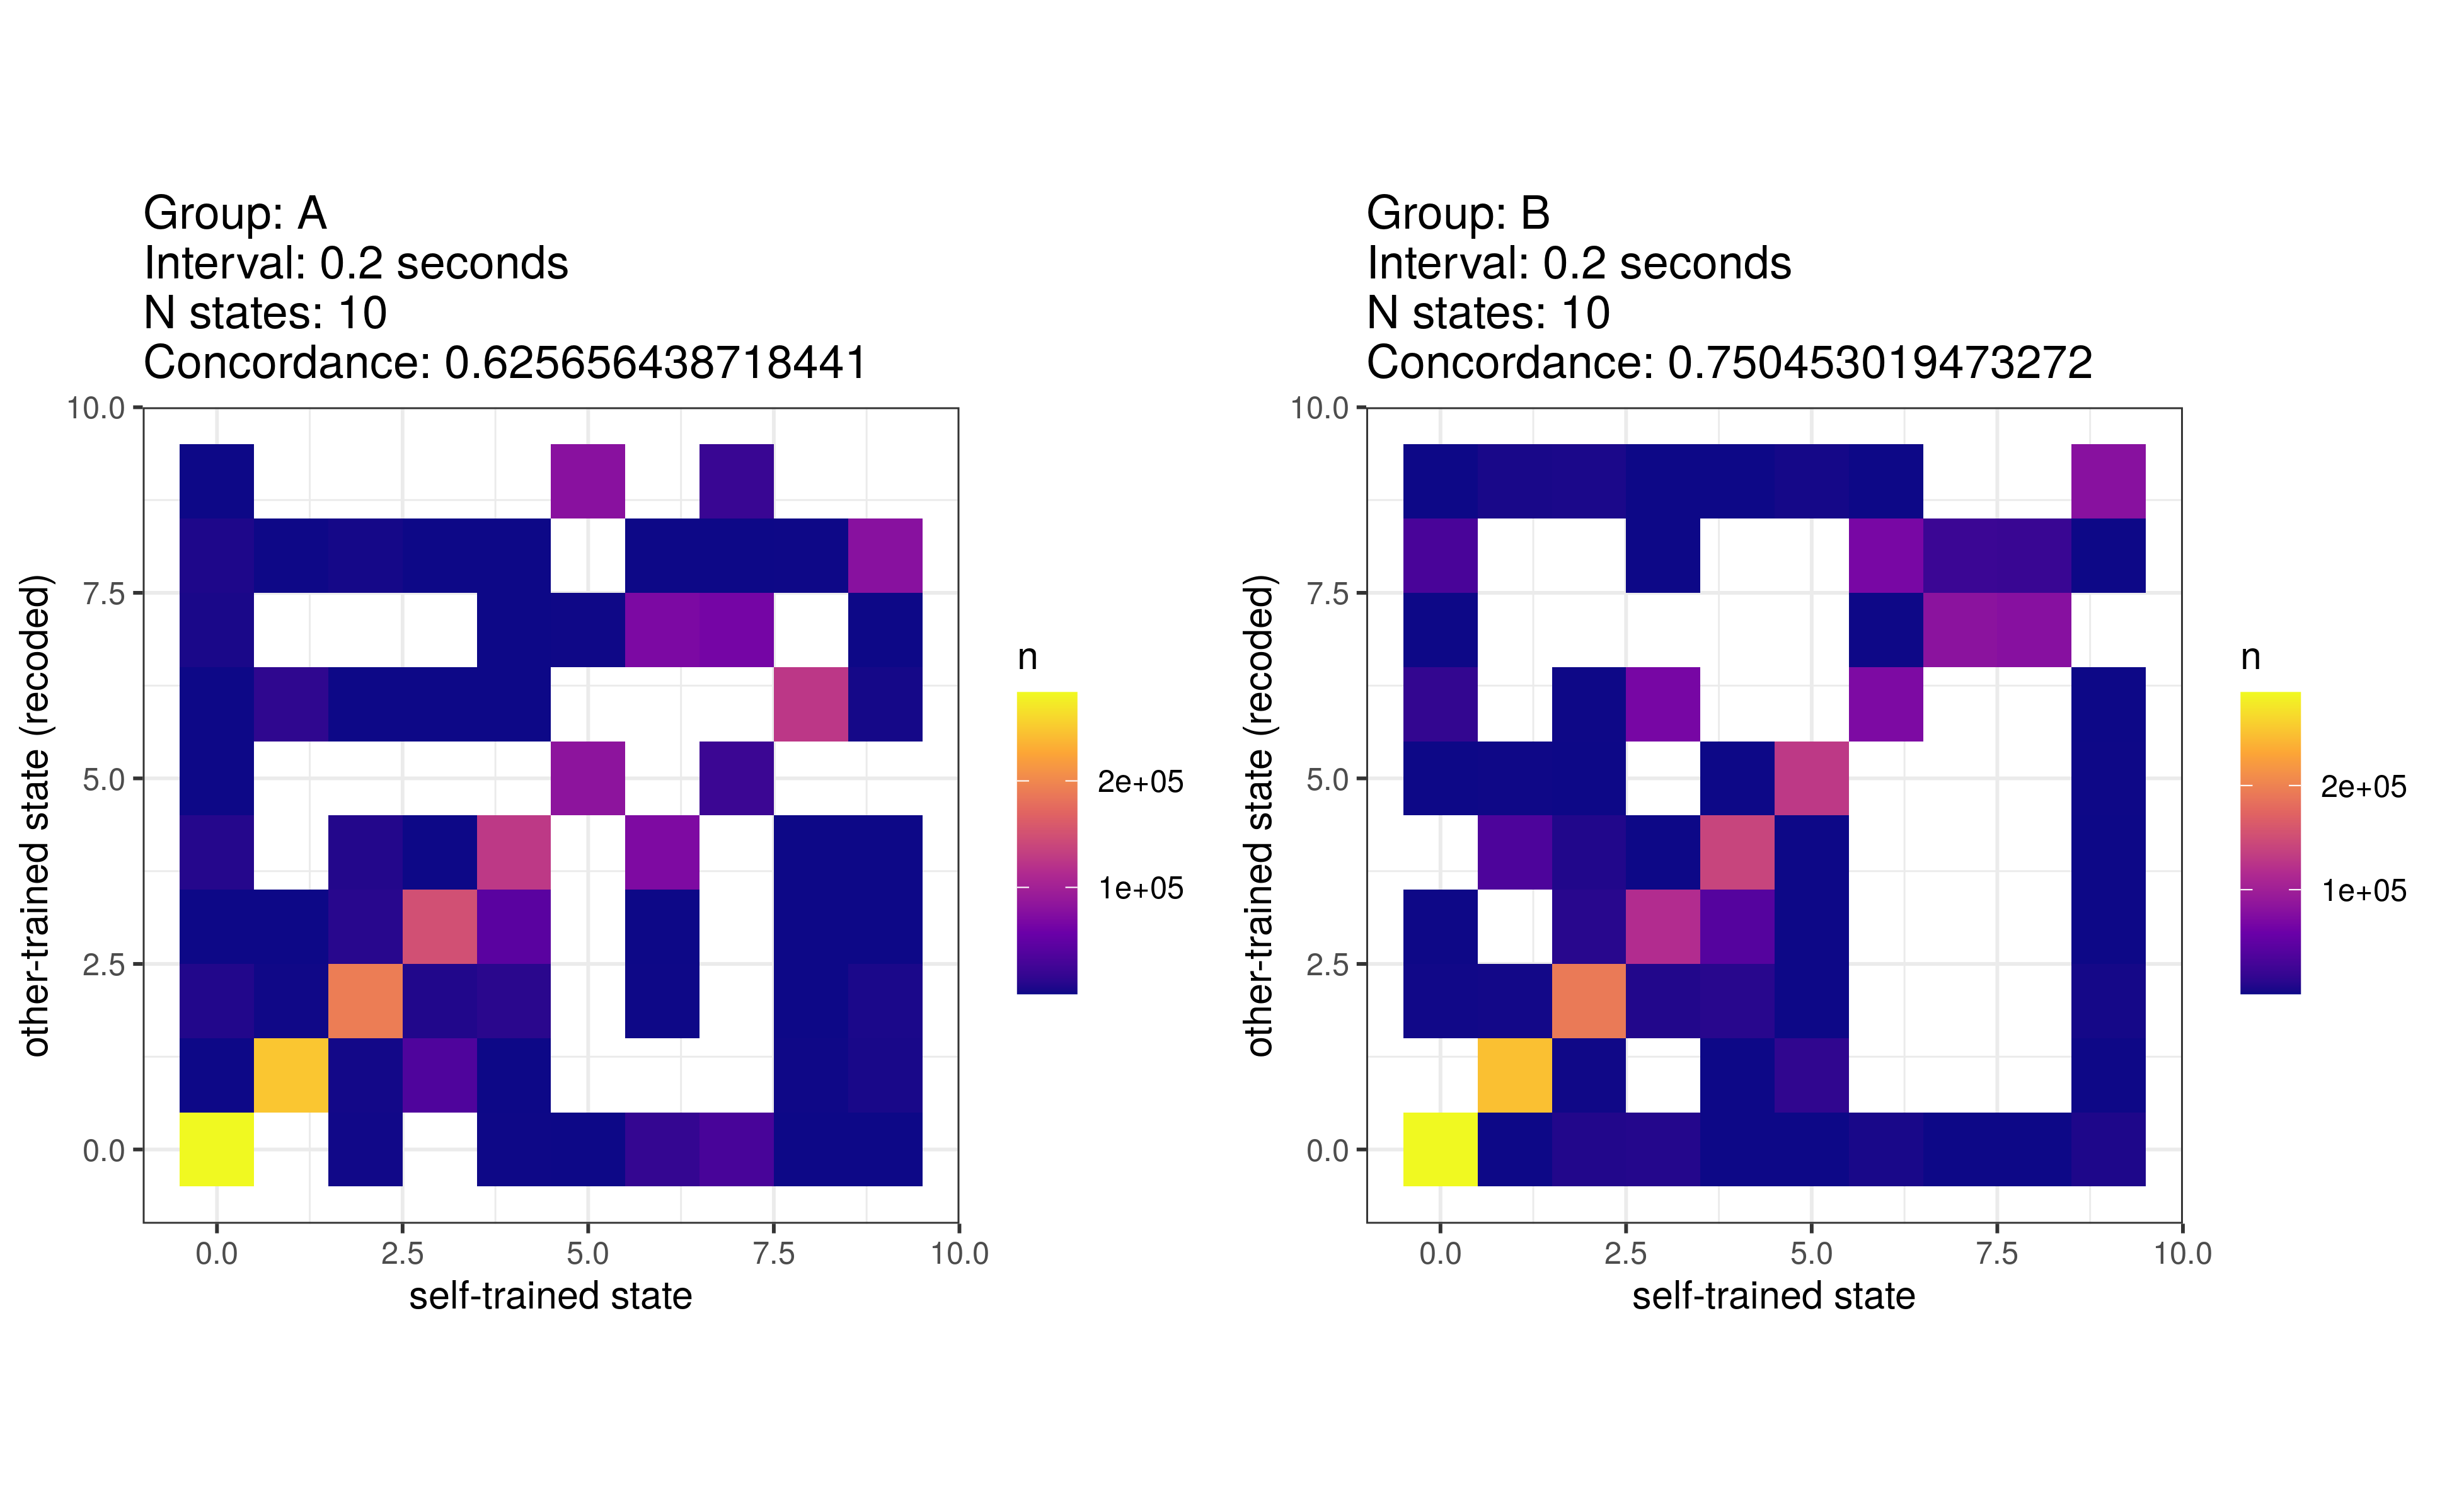 Group: A
Interval: 0.2 seconds
N states: 10
Concordance: 0.625656438718441
10.0
7.5
5.0
2.5
0.0
other-trained state (recoded)
0.0
2.5
5.0
7.5
10.0
self-trained state
n
2e+05
1e+05
Group: B
Interval: 0.2 seconds
N states: 10
Concordance: 0.750453019473272
10.0
7.5
5.0
2.5
0.0
other-trained state (recoded)
0.0
2.5
5.0
7.5
10.0
self-trained state
n
2e+05
1e+05